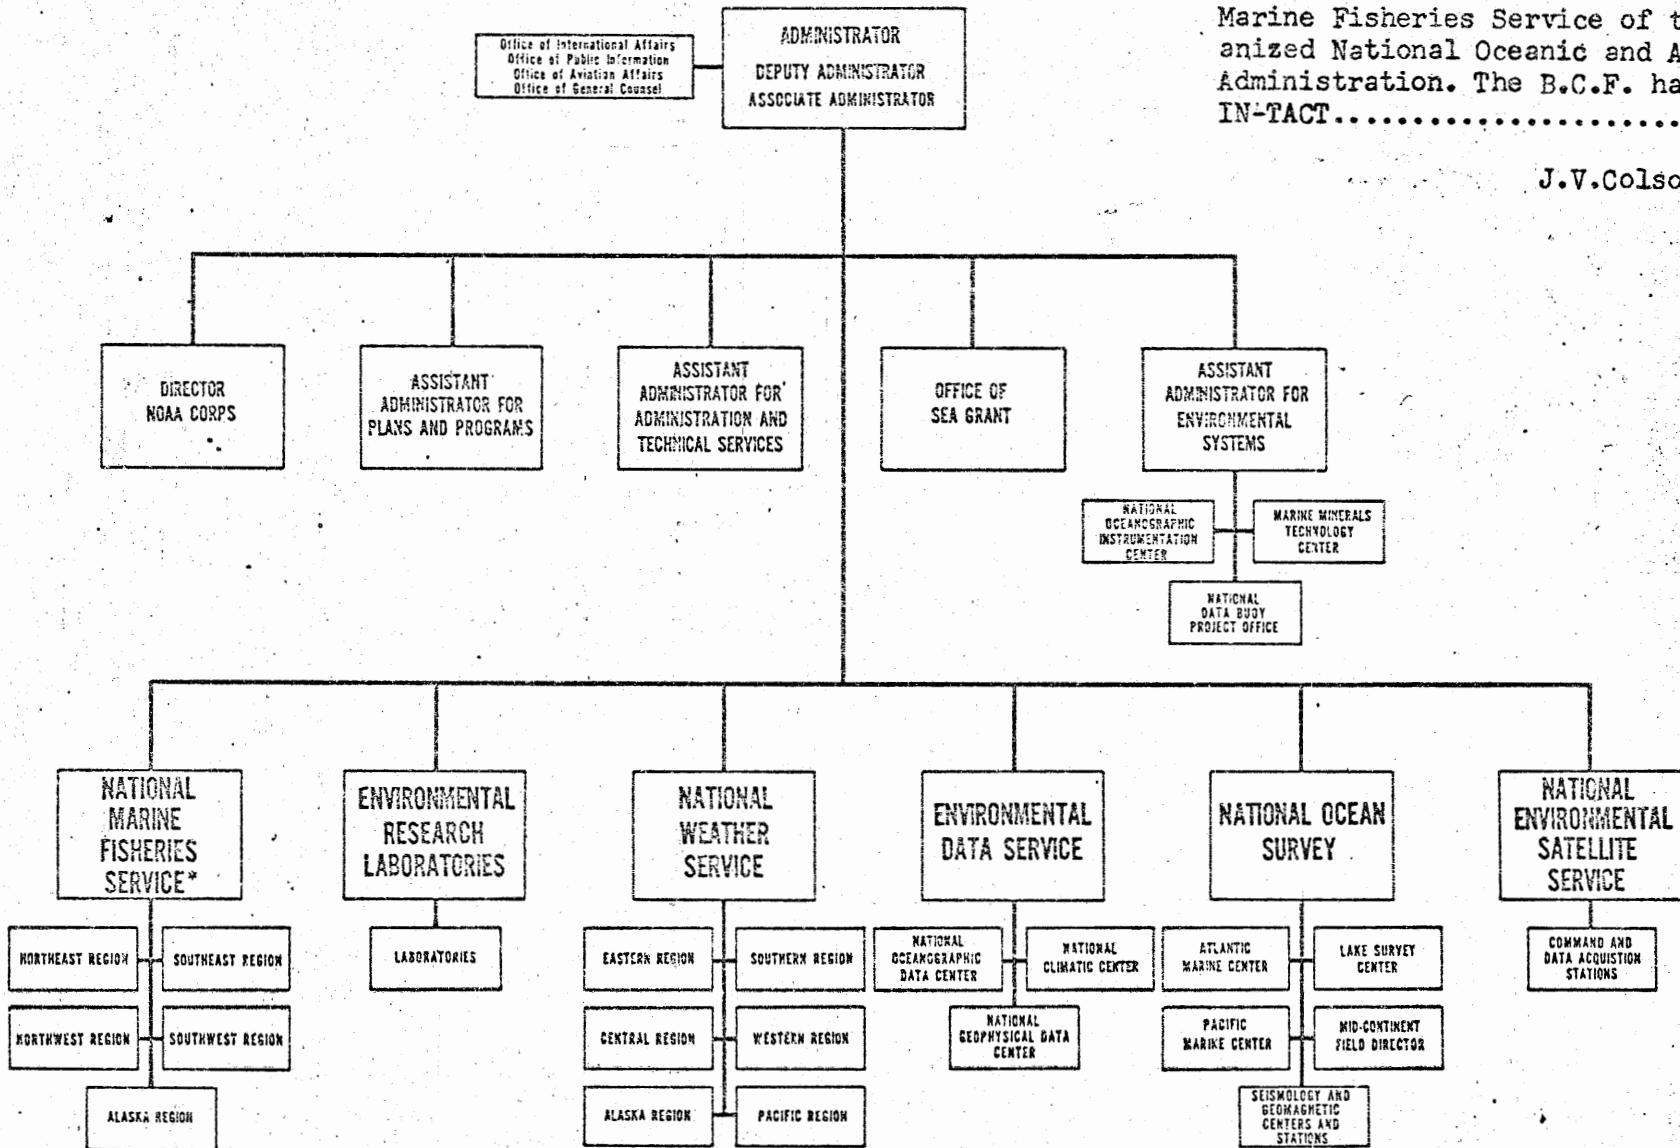 Marine Fisheries Service of
anized National Oceanic and
Administration. The B.C.F.
IN-TACT......................
J.V.
Office of International Affairs
Office of Public Information
Office of Aviation Affairs
Office of General Counsel
ADMINISTRATOR
DEPUTY ADMINISTRATOR
ASSOCIATE ADMINISTRATOR
DIRECTOR
NOAA CORPS
ASSISTANT
ADMINISTRATOR FOR
PLANS AND PROGRAMS
ASSISTANT
ADMINISTRATOR FOR
ADMINISTRATION AND
TECHNICAL SERVICES
OFFICE OF
SEA GRANT
ASSISTANT
ADMINISTRATOR FOR
ENVIRONMENTAL
SYSTEMS
NATIONAL
OCEANOGRAPHIC
INSTRUMENTATION
CENTER
MARINE MINERALS
TECHNOLOGY
CENTER
NATIONAL
DATA BUOY
PROJECT OFFICE
NATIONAL
MARINE
FISHERIES
SERVICE*
ENVIRONMENTAL
RESEARCH
LABORATORIES
NATIONAL
WEATHER
SERVICE
ENVIRONMENTAL
DATA SERVICE
NATIONAL OCEAN
SURVEY
NATIONAL
ENVIRONMENTAL
SATELLITE
SERVICE
NORTHEAST REGION
SOUTHEAST REGION
NORTHWEST REGION
SOUTHWEST REGION
ALASKA REGION
LABORATORIES
EASTERN REGION
SOUTHERN REGION
CENTRAL REGION
WESTERN REGION
ALASKA REGION
PACIFIC REGION
NATIONAL
OCEANOGRAPHIC
DATA CENTER
NATIONAL
CLIMATIC CENTER
NATIONAL
GEOPHYSICAL DATA
CENTER
ATLANTIC
MARINE CENTER
LAKE SURVEY
CENTER
PACIFIC
MARINE CENTER
MID-CONTINENT
FIELD DIRECTOR
SEISMOLOGY AND
GEOMAGNETIC
CENTERS AND
STATIONS
COMMAND AND
DATA ACQUISTION
STATIONS